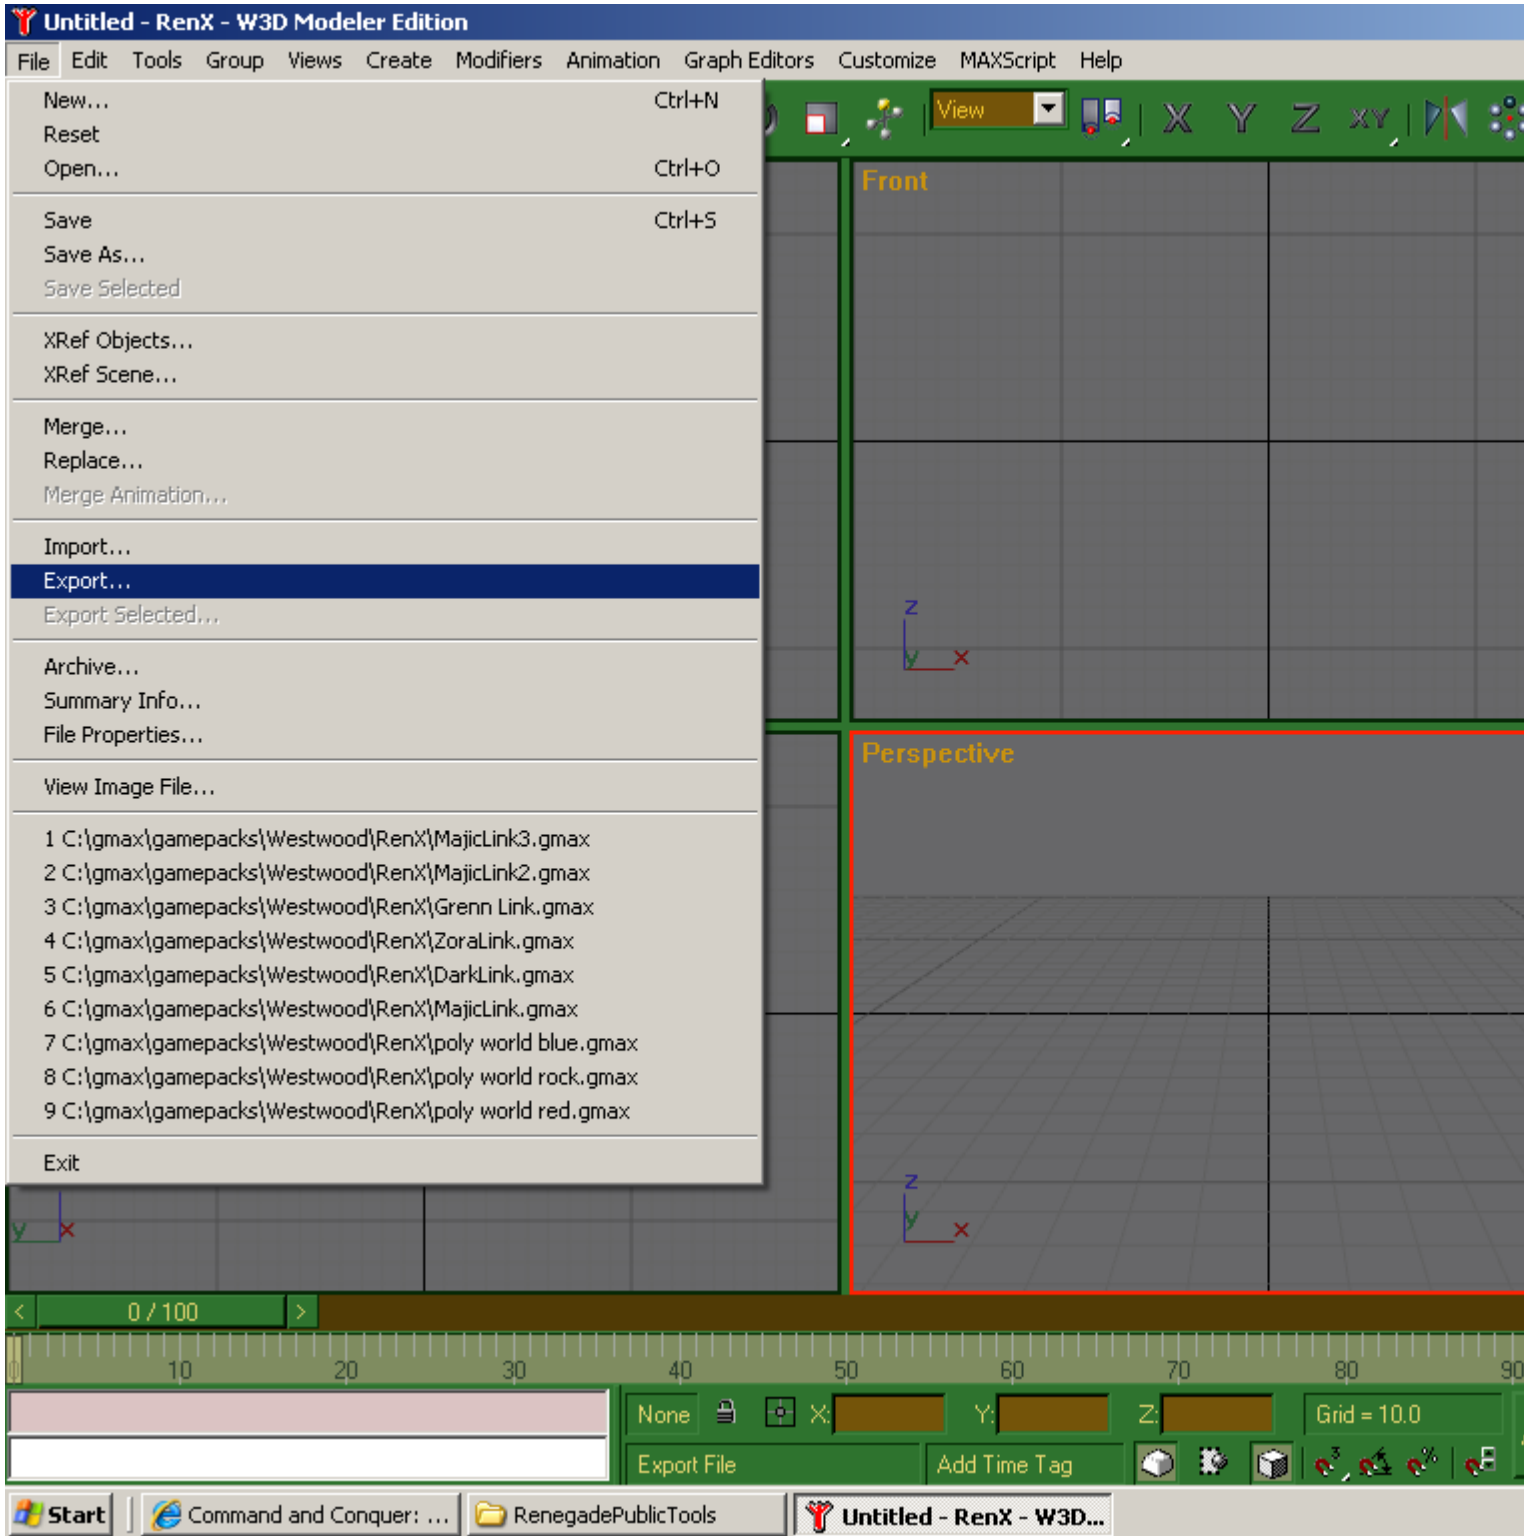 Untitled - RenX - W3D Modeler Edition
File Edit Tools Group Views Create Modifiers Animation Graph Editors Customize MAXScript Help
New... Ctrl+N
Reset
Open... Ctrl+O
Save Ctrl+S
Save As...
Save Selected
XRef Objects...
XRef Scene...
Merge...
Replace...
Merge Animation...
Import...
Export...
Export Selected...
Archive...
Summary Info...
File Properties...
View Image File...
1 C:\gmax\gamepacks\Westwood\RenX\MajicLink3.gmax
2 C:\gmax\gamepacks\Westwood\RenX\MajicLink2.gmax
3 C:\gmax\gamepacks\Westwood\RenX\Grenn Link.gmax
4 C:\gmax\gamepacks\Westwood\RenX\ZoraLink.gmax
5 C:\gmax\gamepacks\Westwood\RenX\DarkLink.gmax
6 C:\gmax\gamepacks\Westwood\RenX\MajicLink.gmax
7 C:\gmax\gamepacks\Westwood\RenX\poly world blue.gmax
8 C:\gmax\gamepacks\Westwood\RenX\poly world rock.gmax
9 C:\gmax\gamepacks\Westwood\RenX\poly world red.gmax
Exit
View X Y Z XY
Front
z
y x
Perspective
z
y x
y x
< 0 / 100 >
10 20 30 40 50 60 70 80 90
None X: Y: Z: Grid = 10.0
Export File Add Time Tag 3 %
Start Command and Conquer: ... RenegadePublicTools Untitled - RenX - W3D...